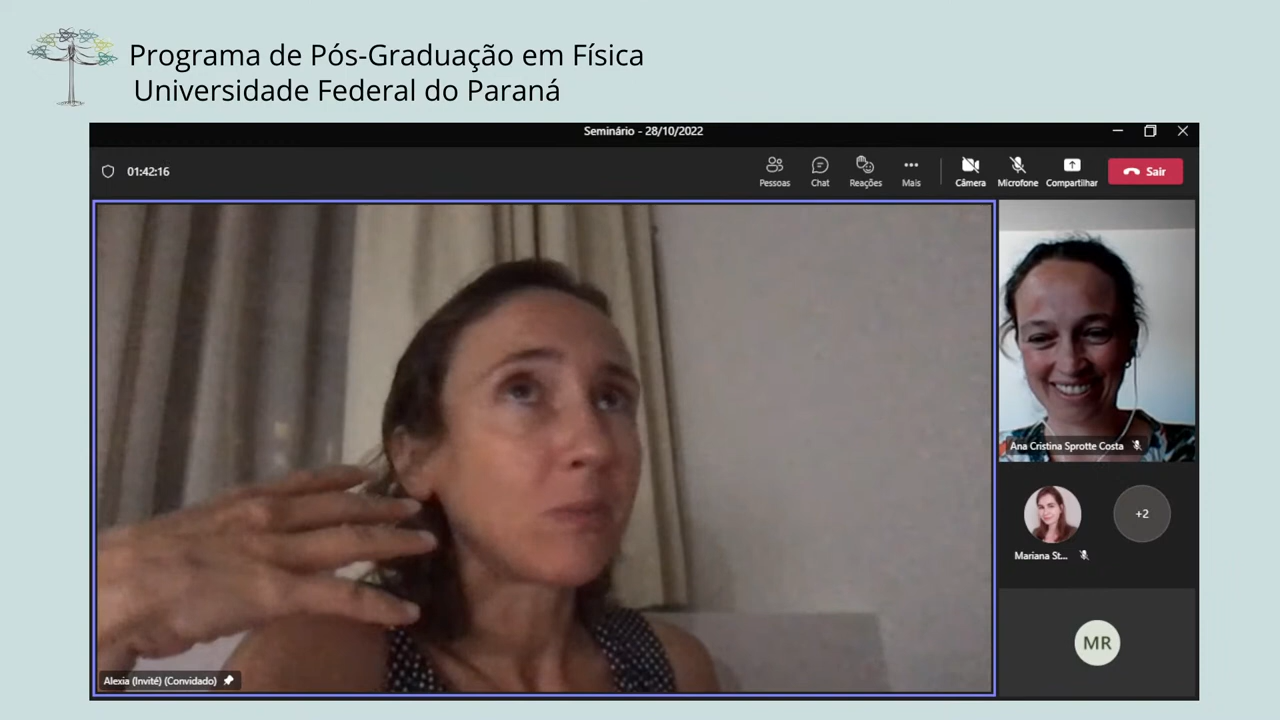 Programa de Pós-Graduação em Física
Universidade Federal do Paraná
Seminário - 28/10/2022
01:42:16
Pessoas
Chat
Reações
Mais
Câmera
Microfone
Compartilhar
Sair
Ana Cristina Sprotte Costa
+2
Mariana St...
MR
Alexia (Invité) (Convidado)